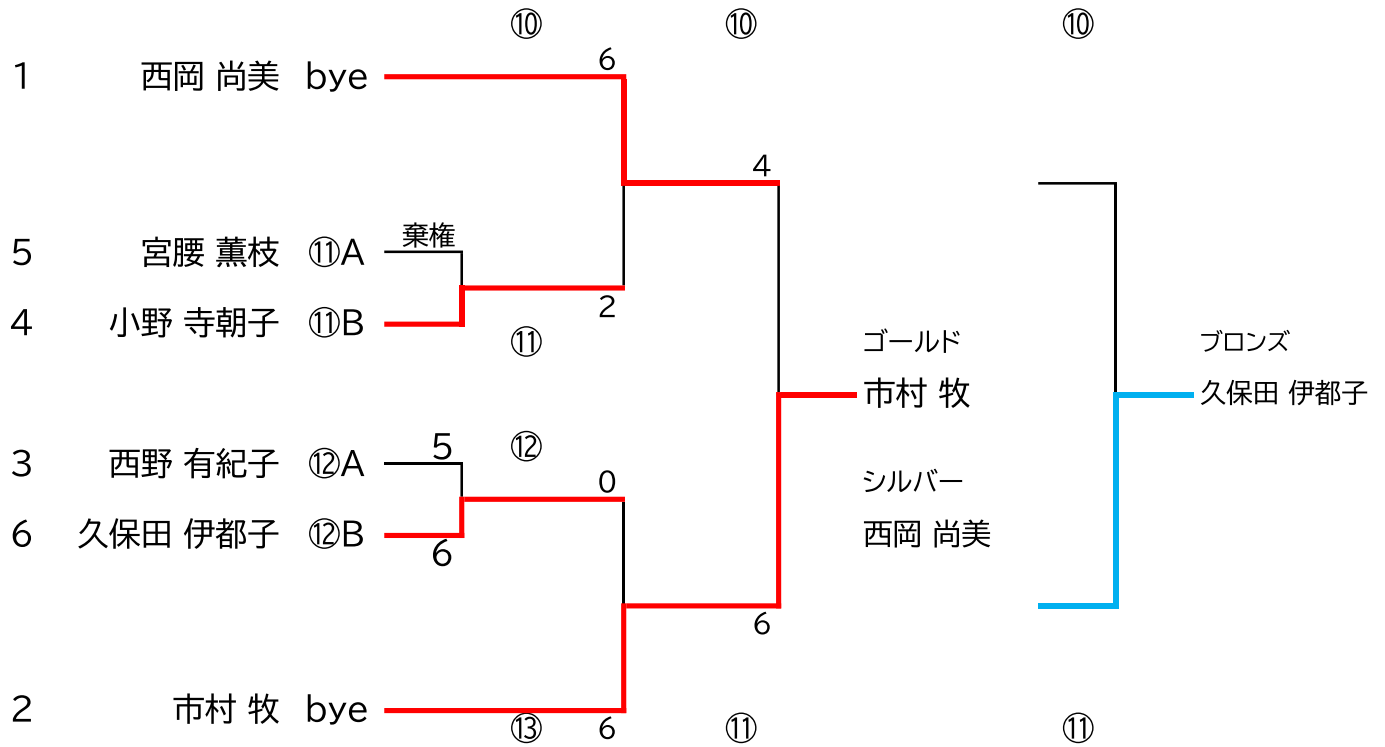 ⑩ ⑩ ⑩
6
1 西岡 尚美 bye
4
棄権
5 宮腰 薫枝 ⑪A
2
4 小野 寺朝子 ⑪B
⑪
ゴールド ブロンズ
市村 牧 久保田 伊都子
5 ⑫
3 西野 有紀子 ⑫A
0
シルバー
6 久保田 伊都子 ⑫B
西岡 尚美
6
6
2 市村 牧 bye
⑬ 6 ⑪ ⑪